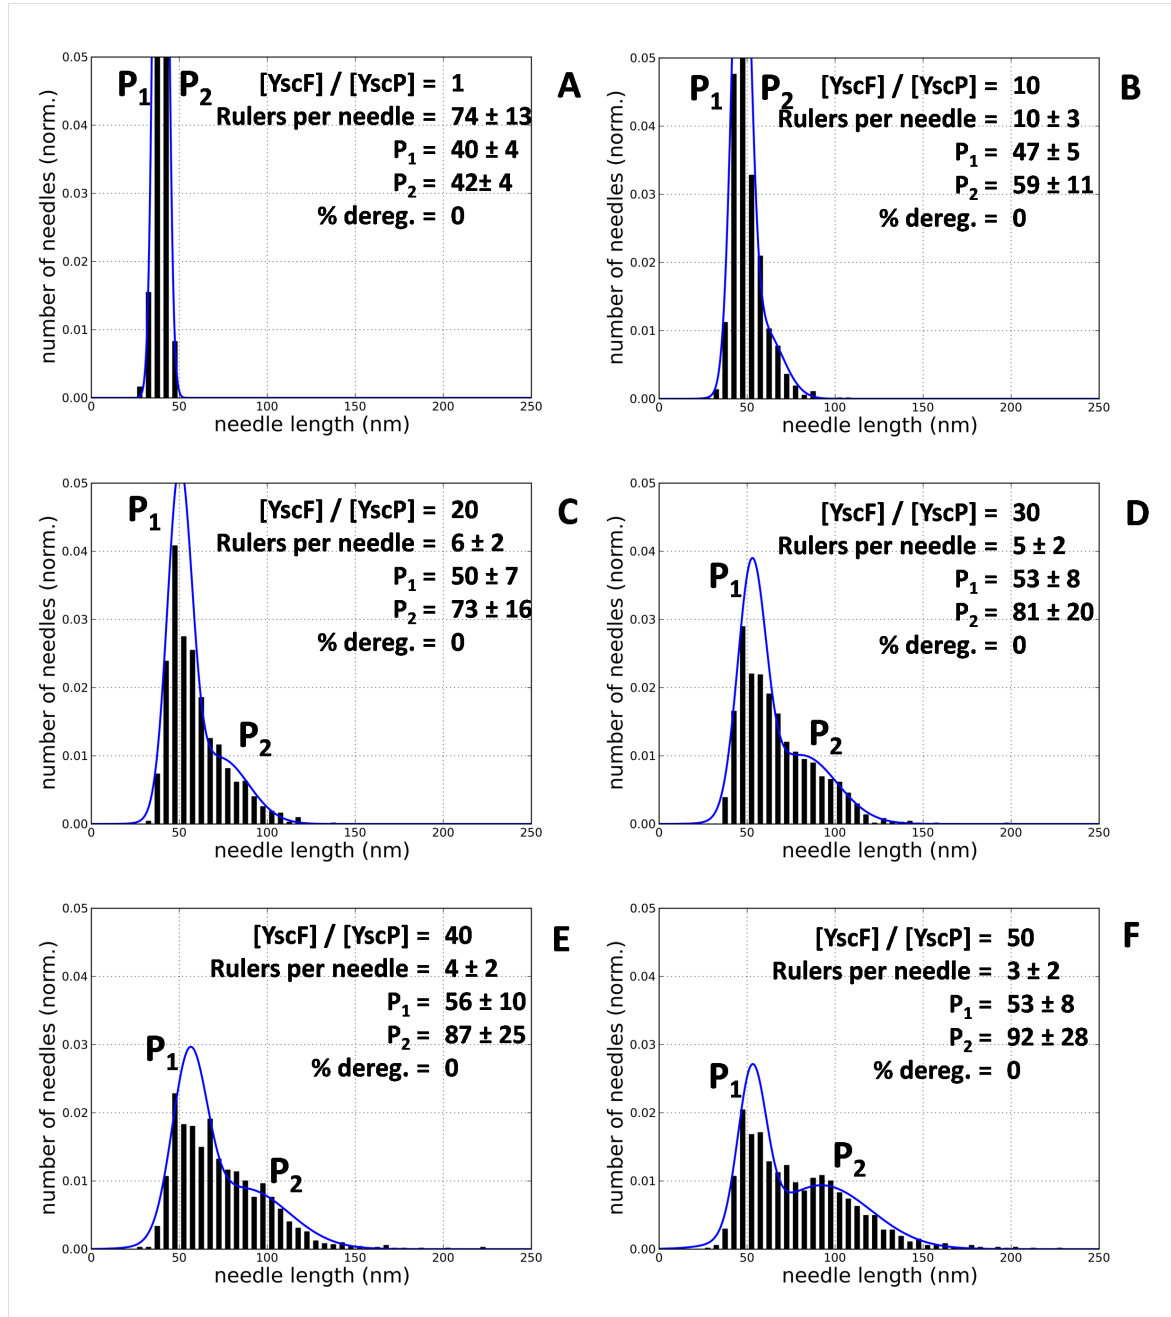 A
[YscF] / [YscP] = 1
Rulers per needle = 74 ± 13
P1 = 40 ± 4
P2 = 42± 4
% dereg. = 0
P1 P2
number of needles (norm.)
0.05
0.04
0.03
0.02
0.01
0.00
0 50 100 150 200 250
needle length (nm)
B
[YscF] / [YscP] = 10
Rulers per needle = 10 ± 3
P1 = 47 ± 5
P2 = 59 ± 11
% dereg. = 0
P1 P2
number of needles (norm.)
0.05
0.04
0.03
0.02
0.01
0.00
0 50 100 150 200 250
needle length (nm)
C
[YscF] / [YscP] = 20
Rulers per needle = 6 ± 2
P1 = 50 ± 7
P2 = 73 ± 16
% dereg. = 0
P1
P2
number of needles (norm.)
0.05
0.04
0.03
0.02
0.01
0.00
0 50 100 150 200 250
needle length (nm)
D
[YscF] / [YscP] = 30
Rulers per needle = 5 ± 2
P1 = 53 ± 8
P2 = 81 ± 20
% dereg. = 0
P1
P2
number of needles (norm.)
0.05
0.04
0.03
0.02
0.01
0.00
0 50 100 150 200 250
needle length (nm)
E
[YscF] / [YscP] = 40
Rulers per needle = 4 ± 2
P1 = 56 ± 10
P2 = 87 ± 25
% dereg. = 0
P1
P2
number of needles (norm.)
0.05
0.04
0.03
0.02
0.01
0.00
0 50 100 150 200 250
needle length (nm)
F
[YscF] / [YscP] = 50
Rulers per needle = 3 ± 2
P1 = 53 ± 8
P2 = 92 ± 28
% dereg. = 0
P1
P2
number of needles (norm.)
0.05
0.04
0.03
0.02
0.01
0.00
0 50 100 150 200 250
needle length (nm)